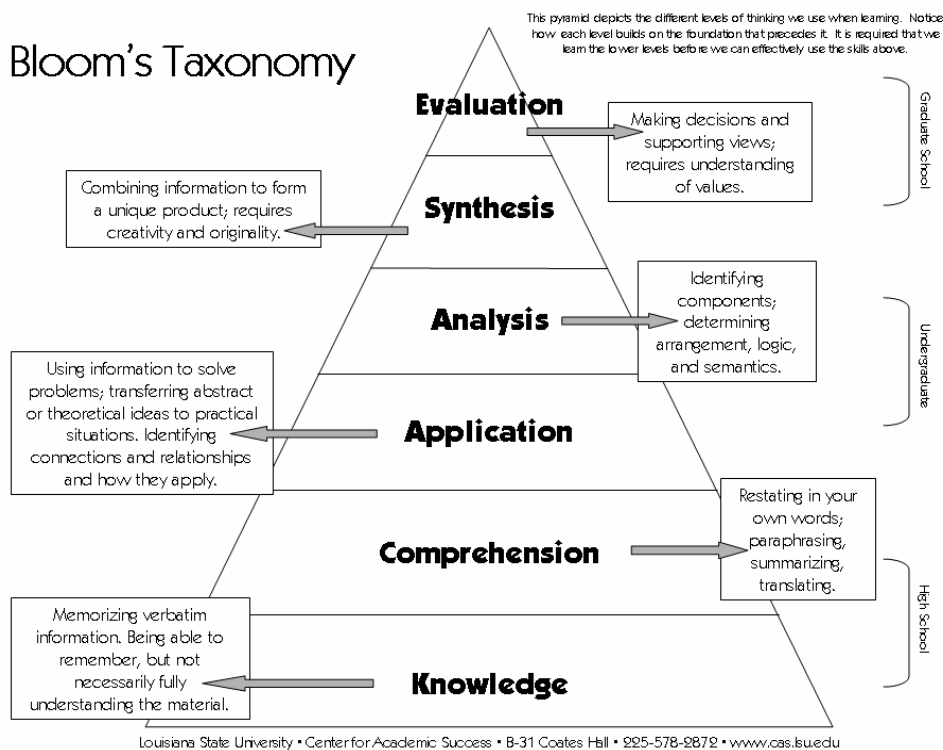 This pyramid depicts the different levels of thinking we use when learning. Notice
how each level builds on the foundation that precedes it. It is required that we
learn the lower levels before we can effectively use the skills above.
Bloom's Taxonomy
Evaluation
Making decisions and
supporting views;
requires understanding
of values.
Graduate School
Combining information to form
a unique product; requires
creativity and originality.
Synthesis
Identifying
components;
determining
arrangement, logic,
and semantics.
Analysis
Undergraduate
Using information to solve
problems; transferring abstract
or theoretical ideas to practical
situations. Identifying
connections and relationships
and how they apply.
Application
Restating in your
own words;
paraphrasing,
summarizing,
translating.
Comprehension
High School
Memorizing verbatim
information. Being able to
remember, but not
necessarily fully
understanding the material.
Knowledge
Louisiana State University • Center for Academic Success • B-31 Coates Hall • 225-578-2872 • www.cas.lsu.edu